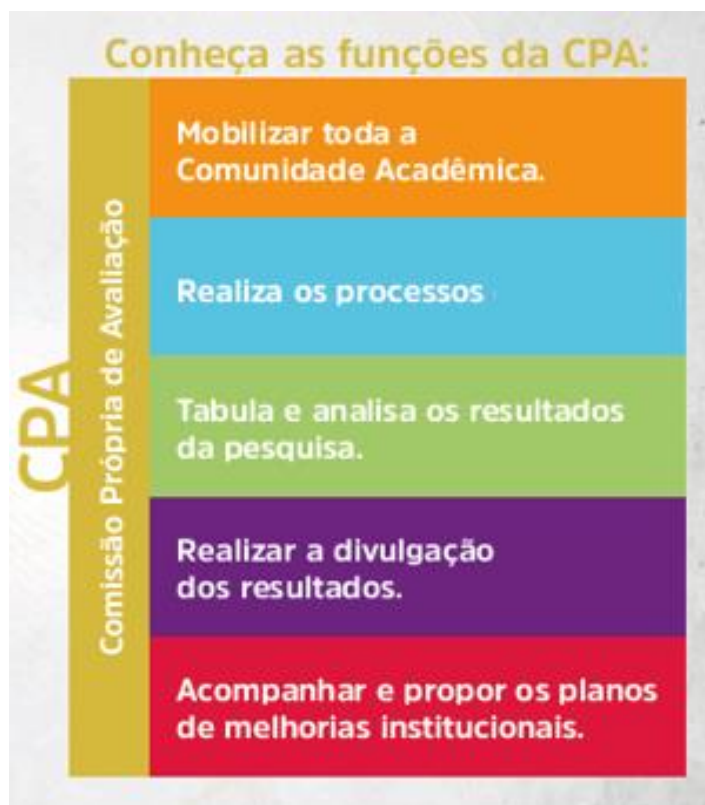 Conheça as funções da CPA:
CPA
Comissão Própria de Avaliação
Mobilizar toda a
Comunidade Acadêmica.
Realiza os processos
Tabula e analisa os resultados
da pesquisa.
Realizar a divulgação
dos resultados.
Acompanhar e propor os planos
de melhorias institucionais.